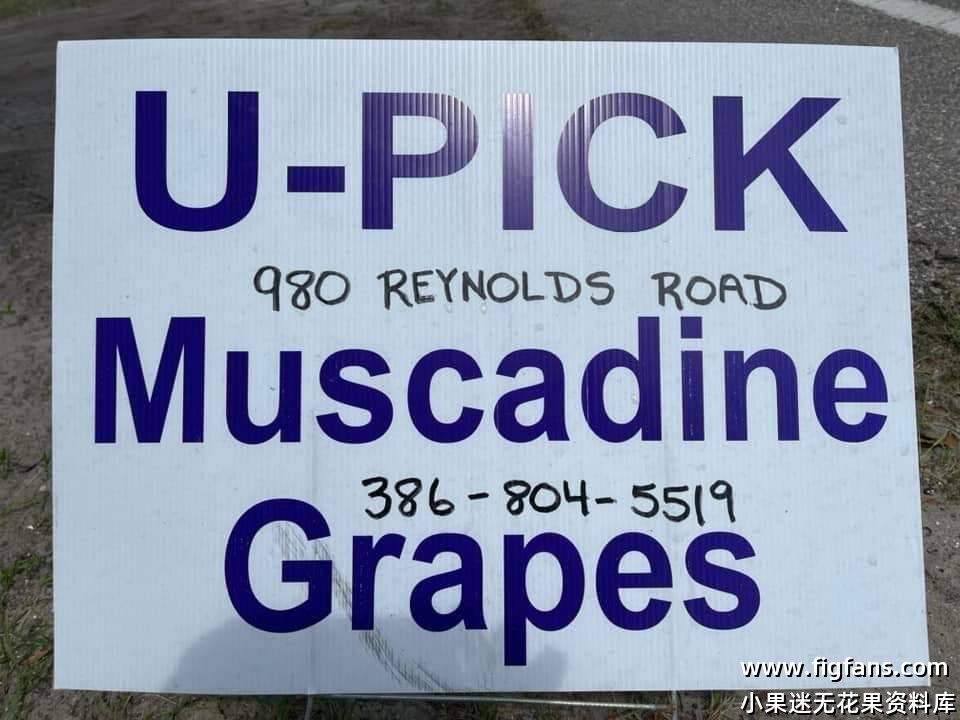 U-PICK
980 REYNOLDS ROAD
Muscadine
386-804-5519
Grapes
www.figfans.com
小果迷无花果资料库